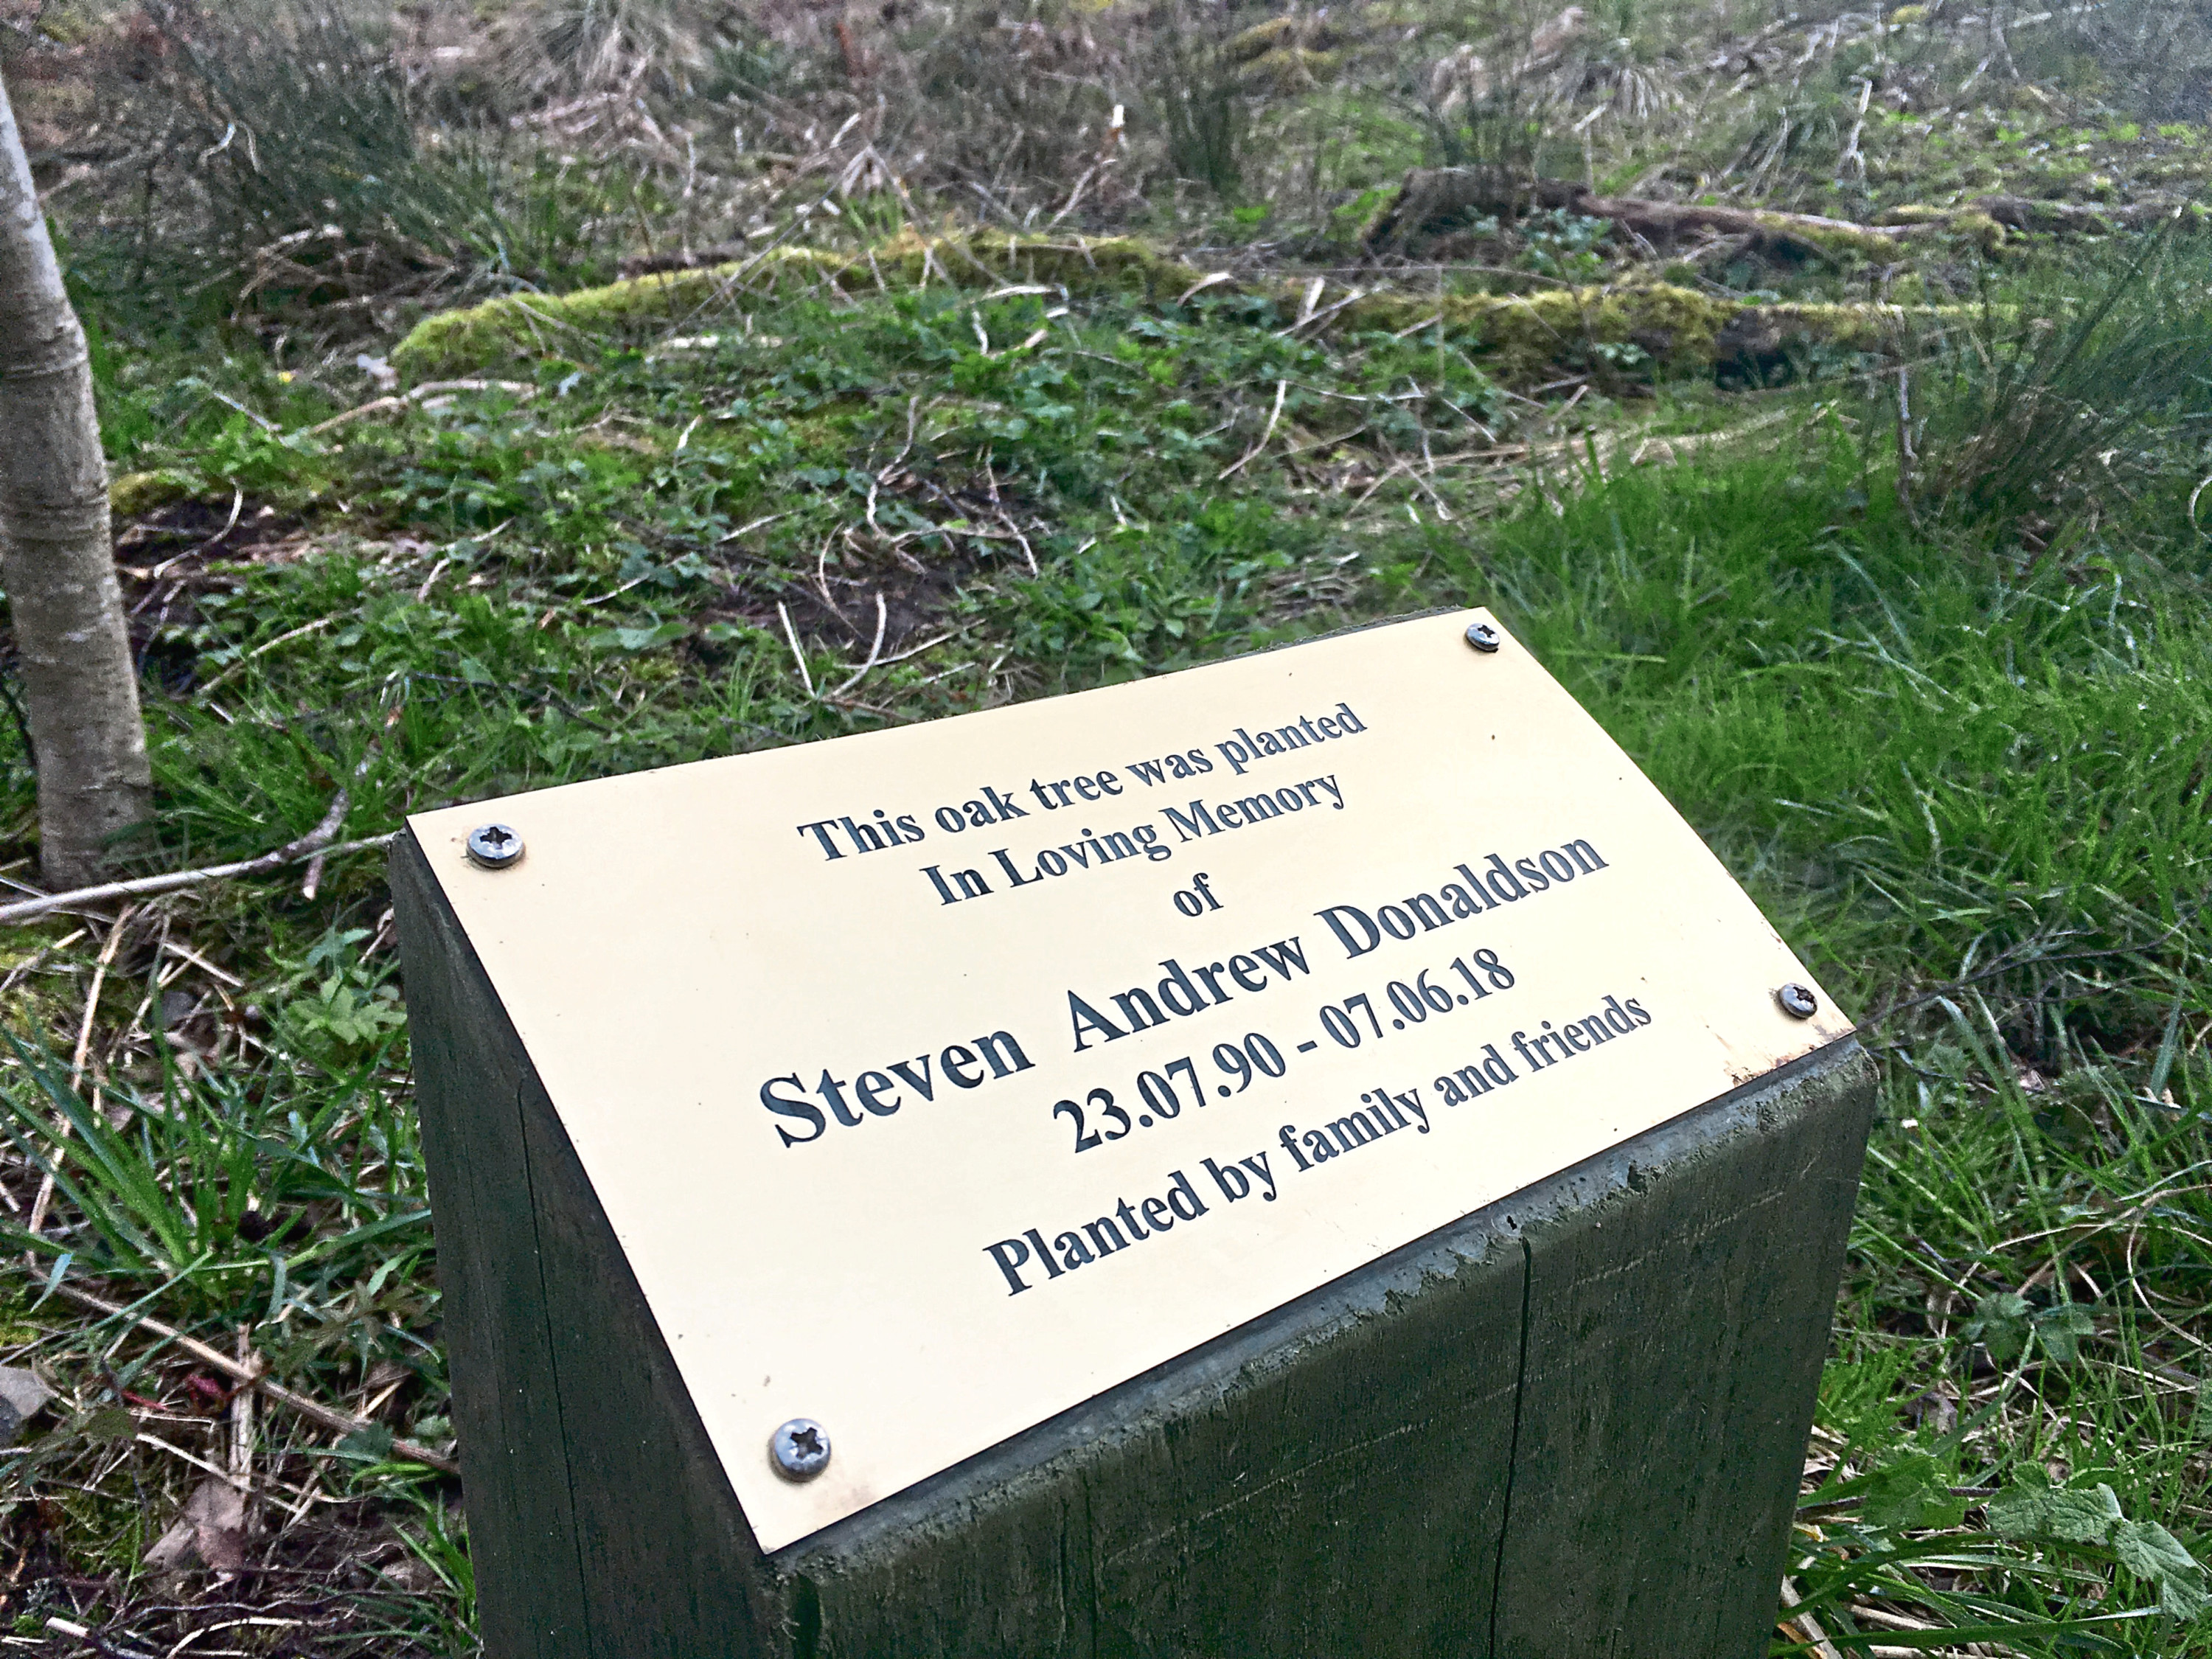 This oak tree was planted
In Loving Memory
of
Steven Andrew Donaldson
23.07.90 - 07.06.18
Planted by family and friends